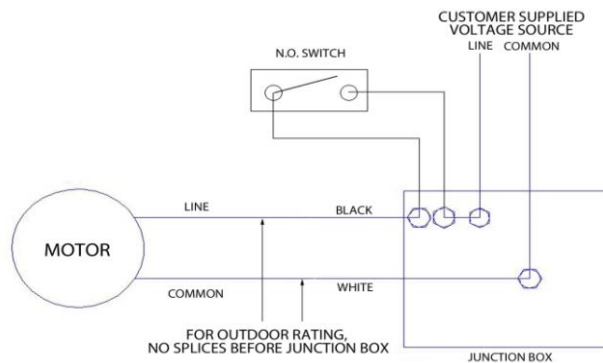 CUSTOMER SUPPLIED
VOLTAGE SOURCE
LINE COMMON
N.O. SWITCH
LINE
BLACK
MOTOR
COMMON
WHITE
FOR OUTDOOR RATING,
NO SPLICES BEFORE JUNCTION BOX
JUNCTION BOX